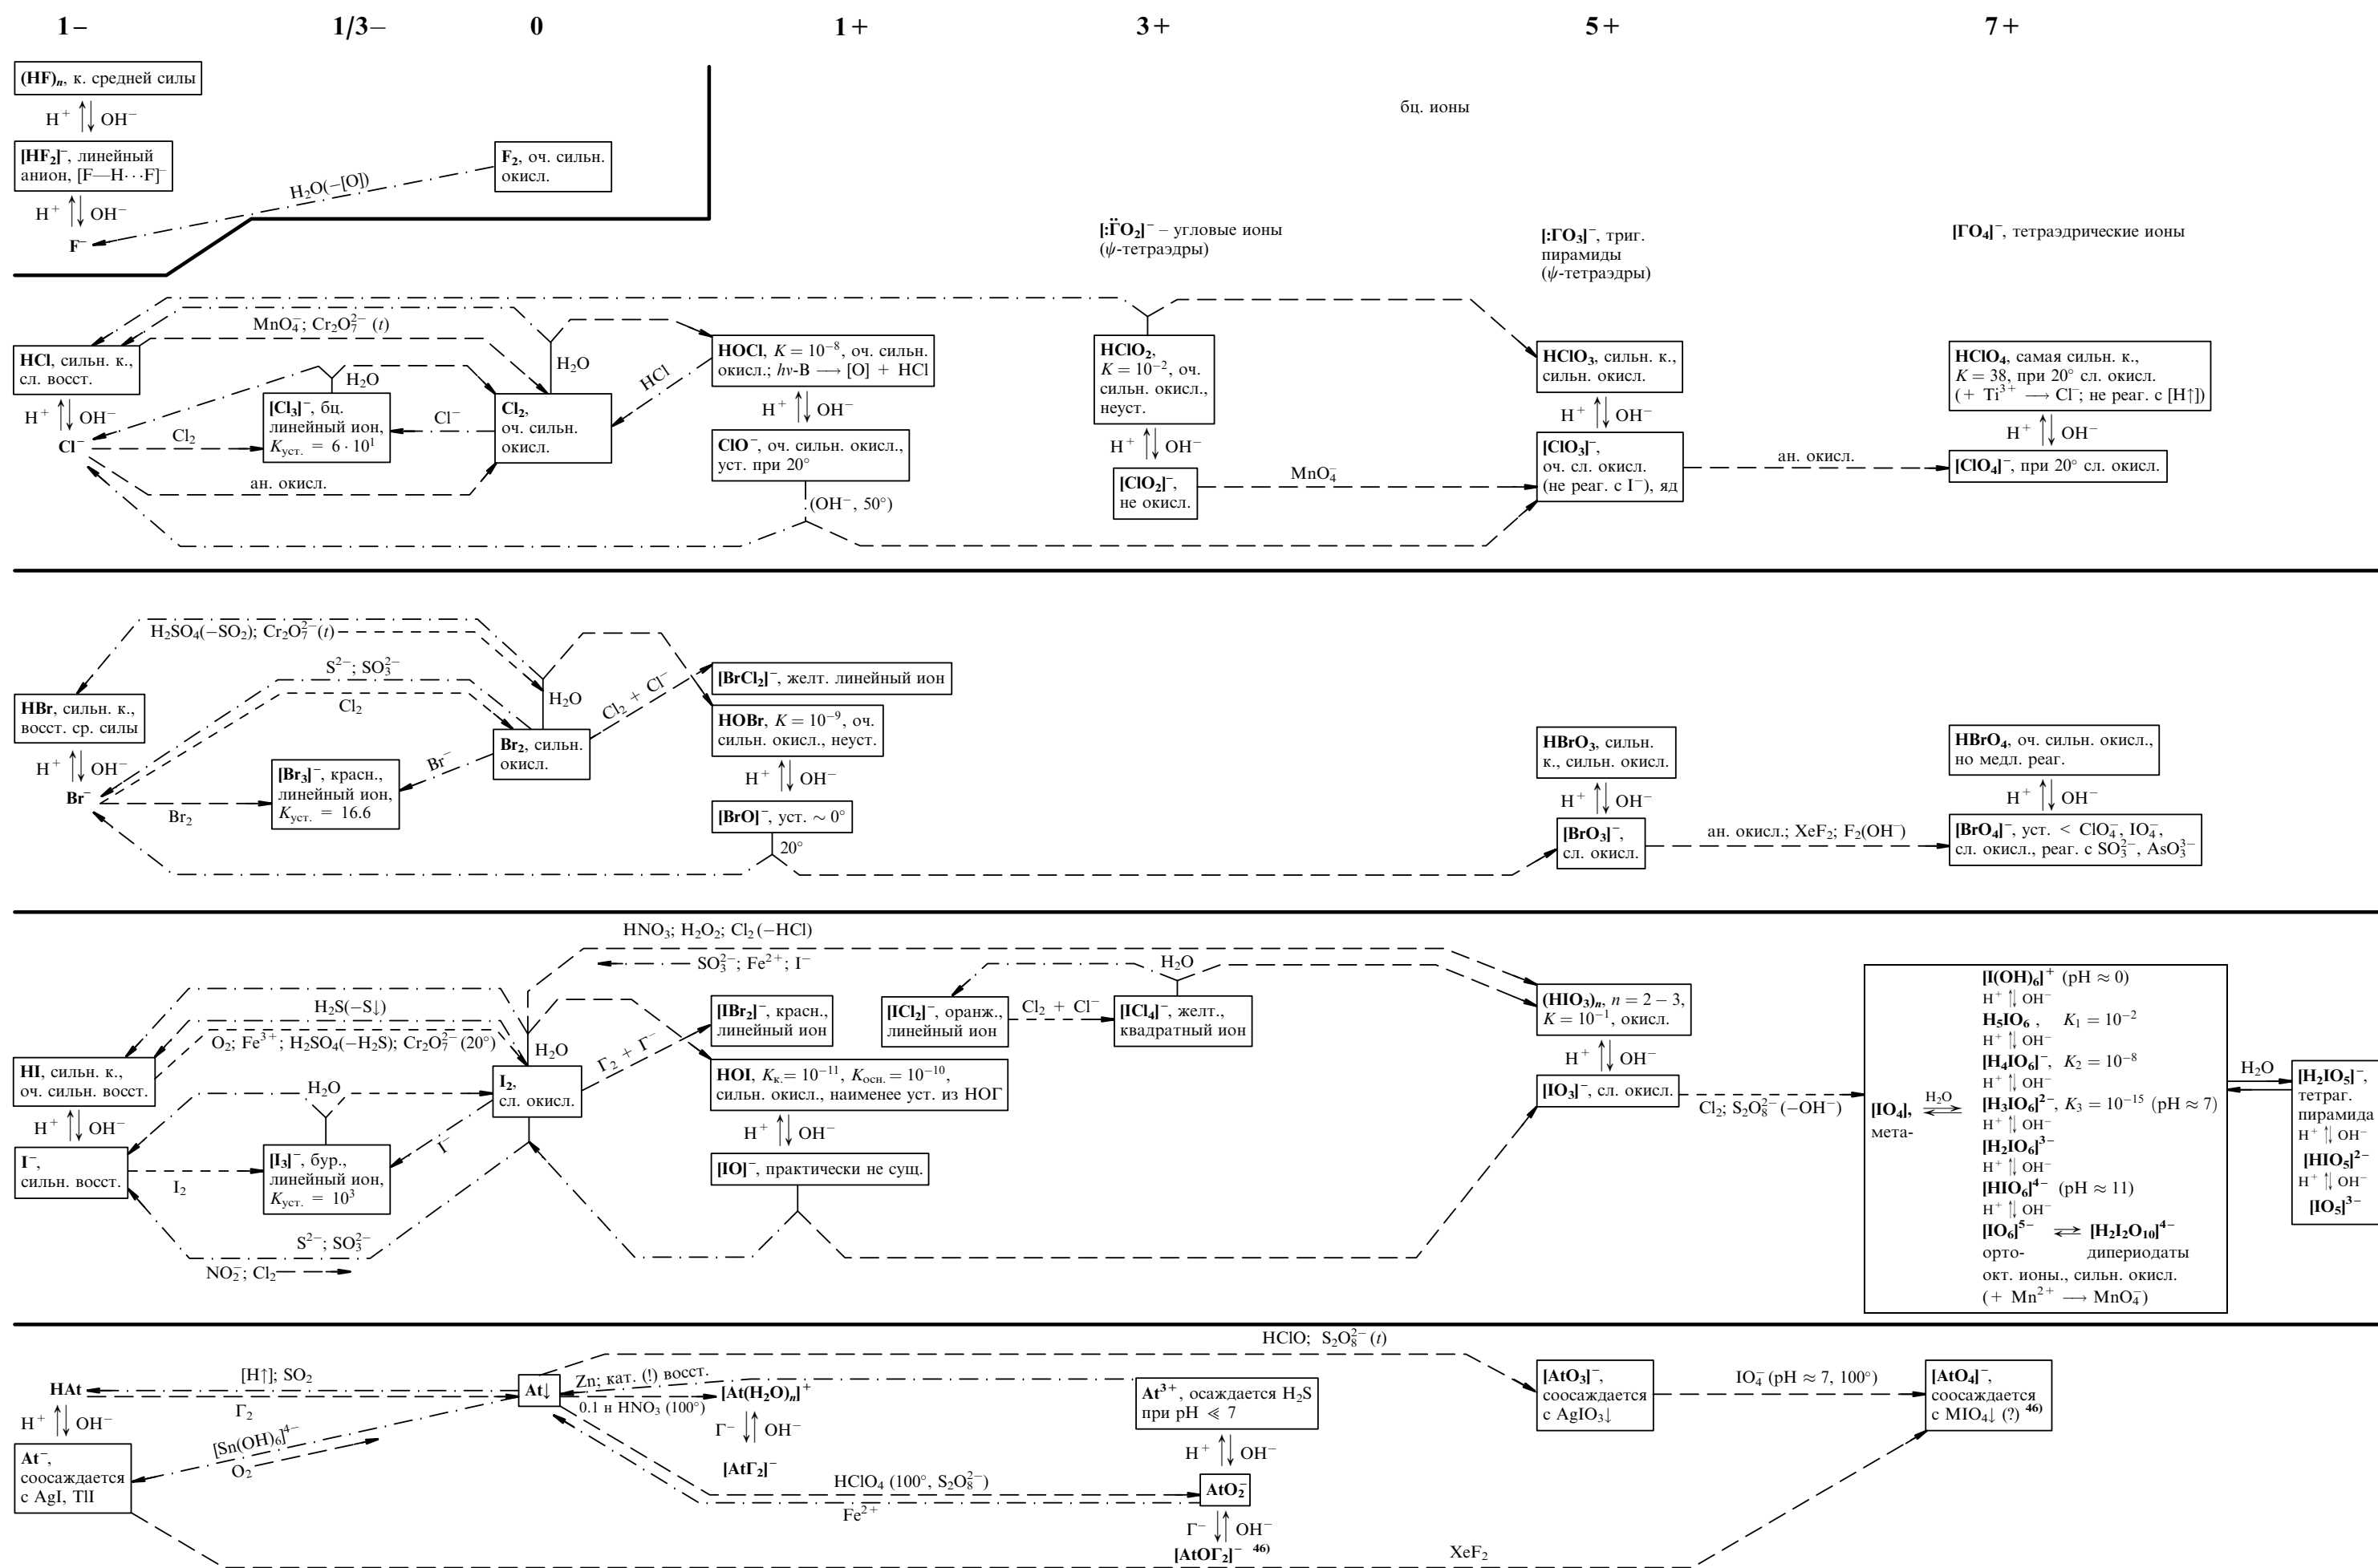 1− 1/3− 0 1+ 3+ 5+ 7+
(HF)ₙ, к. средней силы
H⁺ ⇅ OH⁻
бц. ионы
[HF₂]⁻, линейный
анион, [F—H···F]⁻
F₂, оч. сильн.
окисл.
H₂O(−[O])
H⁺ ⇅ OH⁻
F⁻
[:Г̈O₂]⁻ – угловые ионы
(ψ-тетраэдры)
[:ГO₃]⁻, триг.
пирамиды
(ψ-тетраэдры)
[ГO₄]⁻, тетраэдрические ионы
MnO₄⁻; Cr₂O₇²⁻ (t)
HCl, сильн. к.,
сл. восст.
H₂O
H₂O
HOCl, K = 10⁻⁸, оч. сильн.
окисл.; hν-В ⟶ [O] + HCl
HCl
HClO₂,
K = 10⁻², оч.
сильн. окисл.,
неуст.
HClO₃, сильн. к.,
сильн. окисл.
HClO₄, самая сильн. к.,
K = 38, при 20° сл. окисл.
(+ Ti³⁺ ⟶ Cl⁻; не реаг. с [H↑])
H⁺ ⇅ OH⁻
[Cl₃]⁻, бц.
линейный ион,
Kуст. = 6 · 10¹
Cl⁻
Cl₂,
оч. сильн.
окисл.
H⁺ ⇅ OH⁻
H⁺ ⇅ OH⁻
H⁺ ⇅ OH⁻
H⁺ ⇅ OH⁻
Cl⁻
Cl₂
ан. окисл.
ClO⁻, оч. сильн. окисл.,
уст. при 20°
(OH⁻, 50°)
[ClO₂]⁻,
не окисл.
MnO₄⁻
[ClO₃]⁻,
оч. сл. окисл.
(не реаг. с I⁻), яд
ан. окисл.
[ClO₄]⁻, при 20° сл. окисл.
H₂SO₄(−SO₂); Cr₂O₇²⁻(t)
S²⁻; SO₃²⁻
Cl₂
H₂O
Cl₂ + Cl⁻
[BrCl₂]⁻, желт. линейный ион
HBr, сильн. к.,
восст. ср. силы
HOBr, K = 10⁻⁹, оч.
сильн. окисл., неуст.
HBrO₃, сильн.
к., сильн. окисл.
HBrO₄, оч. сильн. окисл.,
но медл. реаг.
Br₂, сильн.
окисл.
H⁺ ⇅ OH⁻
[Br₃]⁻, красн.,
линейный ион,
Kуст. = 16.6
Br⁻
H⁺ ⇅ OH⁻
H⁺ ⇅ OH⁻
H⁺ ⇅ OH⁻
Br⁻
Br₂
[BrO]⁻, уст. ∼ 0°
20°
[BrO₃]⁻,
сл. окисл.
ан. окисл.; XeF₂; F₂(OH⁻)
[BrO₄]⁻, уст. < ClO₄⁻, IO₄⁻,
сл. окисл., реаг. с SO₃²⁻, AsO₃³⁻
HNO₃; H₂O₂; Cl₂(−HCl)
SO₃²⁻; Fe²⁺; I⁻
H₂O
H₂S(−S↓)
O₂; Fe³⁺; H₂SO₄(−H₂S); Cr₂O₇²⁻(20°)
H₂O
[IBr₂]⁻, красн.,
линейный ион
[ICl₂]⁻, оранж.,
линейный ион
Cl₂ + Cl⁻
[ICl₄]⁻, желт.,
квадратный ион
(HIO₃)ₙ, n = 2 − 3,
K = 10⁻¹, окисл.
HI, сильн. к.,
оч. сильн. восст.
I₂,
сл. окисл.
Г₂ + Г⁻
HOI, Kк.= 10⁻¹¹, Kосн. = 10⁻¹⁰,
сильн. окисл., наименее уст. из НОГ
H⁺ ⇅ OH⁻
[IO₃]⁻, сл. окисл.
Cl₂; S₂O₈²⁻(−OH⁻)
H₂O
H⁺ ⇅ OH⁻
I⁻
H⁺ ⇅ OH⁻
I⁻,
сильн. восст.
I₂
[I₃]⁻, бур.,
линейный ион,
Kуст. = 10³
[IO]⁻, практически не сущ.
S²⁻; SO₃²⁻
NO₂⁻; Cl₂
[IO₄], H₂O ⇌
мета-
[I(OH)₆]⁺ (pH ≈ 0)
H⁺ ⇅ OH⁻
H₅IO₆ , K₁ = 10⁻²
H⁺ ⇅ OH⁻
[H₄IO₆]⁻, K₂ = 10⁻⁸
H⁺ ⇅ OH⁻
[H₃IO₆]²⁻, K₃ = 10⁻¹⁵ (pH ≈ 7)
H⁺ ⇅ OH⁻
[H₂IO₆]³⁻
H⁺ ⇅ OH⁻
[HIO₆]⁴⁻ (pH ≈ 11)
H⁺ ⇅ OH⁻
[IO₆]⁵⁻ ⇌ [H₂I₂O₁₀]⁴⁻
орто- дипериодаты
окт. ионы., сильн. окисл.
(+ Mn²⁺ ⟶ MnO₄⁻)
H₂O
[H₂IO₅]⁻,
тетраг.
пирамида
H⁺ ⇅ OH⁻
[HIO₅]²⁻
H⁺ ⇅ OH⁻
[IO₅]³⁻
HClO; S₂O₈²⁻(t)
[H↑]; SO₂
HAt
Г₂
At↓
Zn; кат. (!) восст.
0.1 н HNO₃ (100°)
[At(H₂O)ₙ]⁺
At³⁺, осаждается H₂S
при pH ≪ 7
[AtO₃]⁻,
соосаждается
с AgIO₃↓
IO₄⁻(pH ≈ 7, 100°)
[AtO₄]⁻,
соосаждается
с MIO₄↓ (?) ⁴⁶⁾
H⁺ ⇅ OH⁻
[Sn(OH)₆]⁴⁻
O₂
Г⁻ ⇅ OH⁻
H⁺ ⇅ OH⁻
At⁻,
соосаждается
с AgI, TlI
[AtГ₂]⁻
HClO₄ (100°, S₂O₈²⁻)
Fe²⁺
AtO₂⁻
Г⁻ ⇅ OH⁻
[AtOГ₂]⁻ ⁴⁶⁾
XeF₂